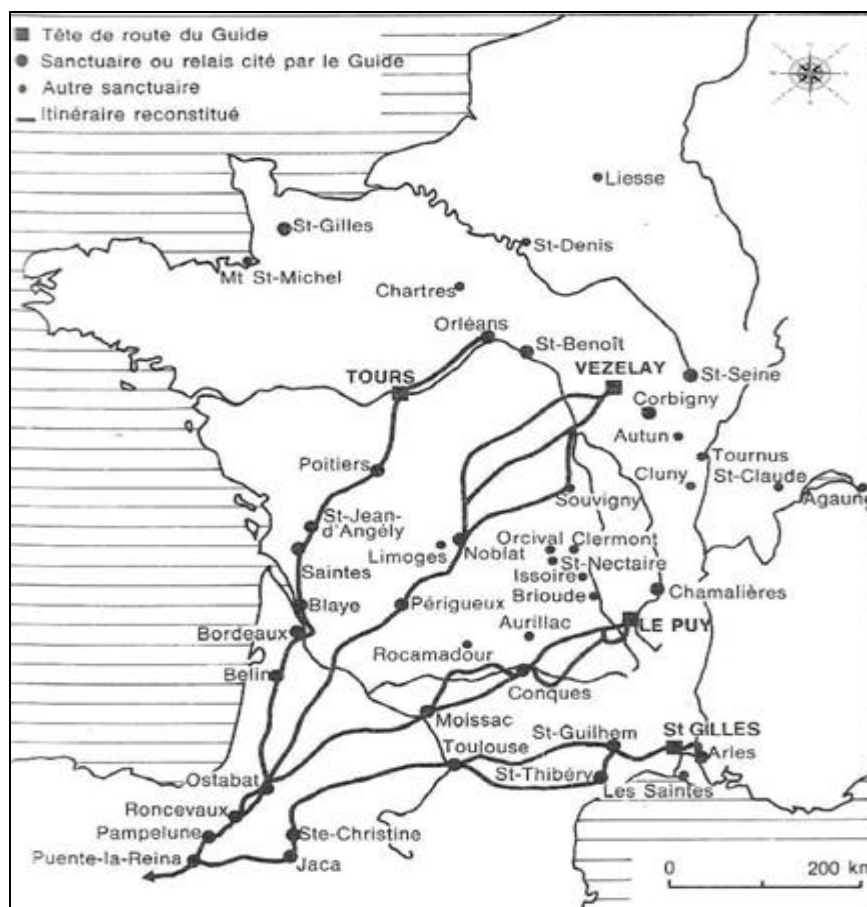 Tête de route du Guide
Sanctuaire ou relais cité par le Guide
Autre sanctuaire
Itinéraire reconstitué
Liesse
St-Gilles
St-Denis
Mt St-Michel
Chartres
Orléans
St-Benoît
VEZELAY
TOURS
St-Seine
Corbigny
Autun
Tournus
Poitiers
Cluny
St-Claude
Souvigny
Agaune
St-Jean-
d'Angély
Limoges
Noblat
Orcival
Clermont
St-Nectaire
Saintes
Issoire
Brioude
Chamalières
Blaye
Périgueux
Bordeaux
Aurillac
LE PUY
Rocamadour
Belin
Conques
Moissac
St-Guilhem
St GILLES
Toulouse
Arles
Ostabat
St-Thibéry
Les Saintes
Roncevaux
Pampelune
Ste-Christine
Puente-la-Reina
Jaca
0 200 km